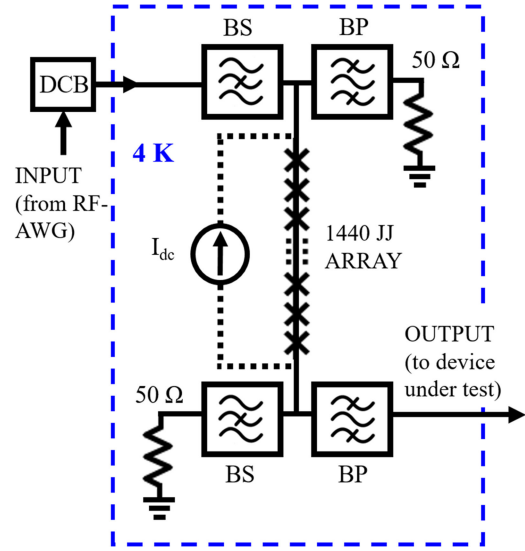 BS
BP
50 Ω
DCB
4 K
INPUT
(from RF-
AWG)
I_dc
1440 JJ
ARRAY
OUTPUT
(to device
under test)
50 Ω
BS
BP